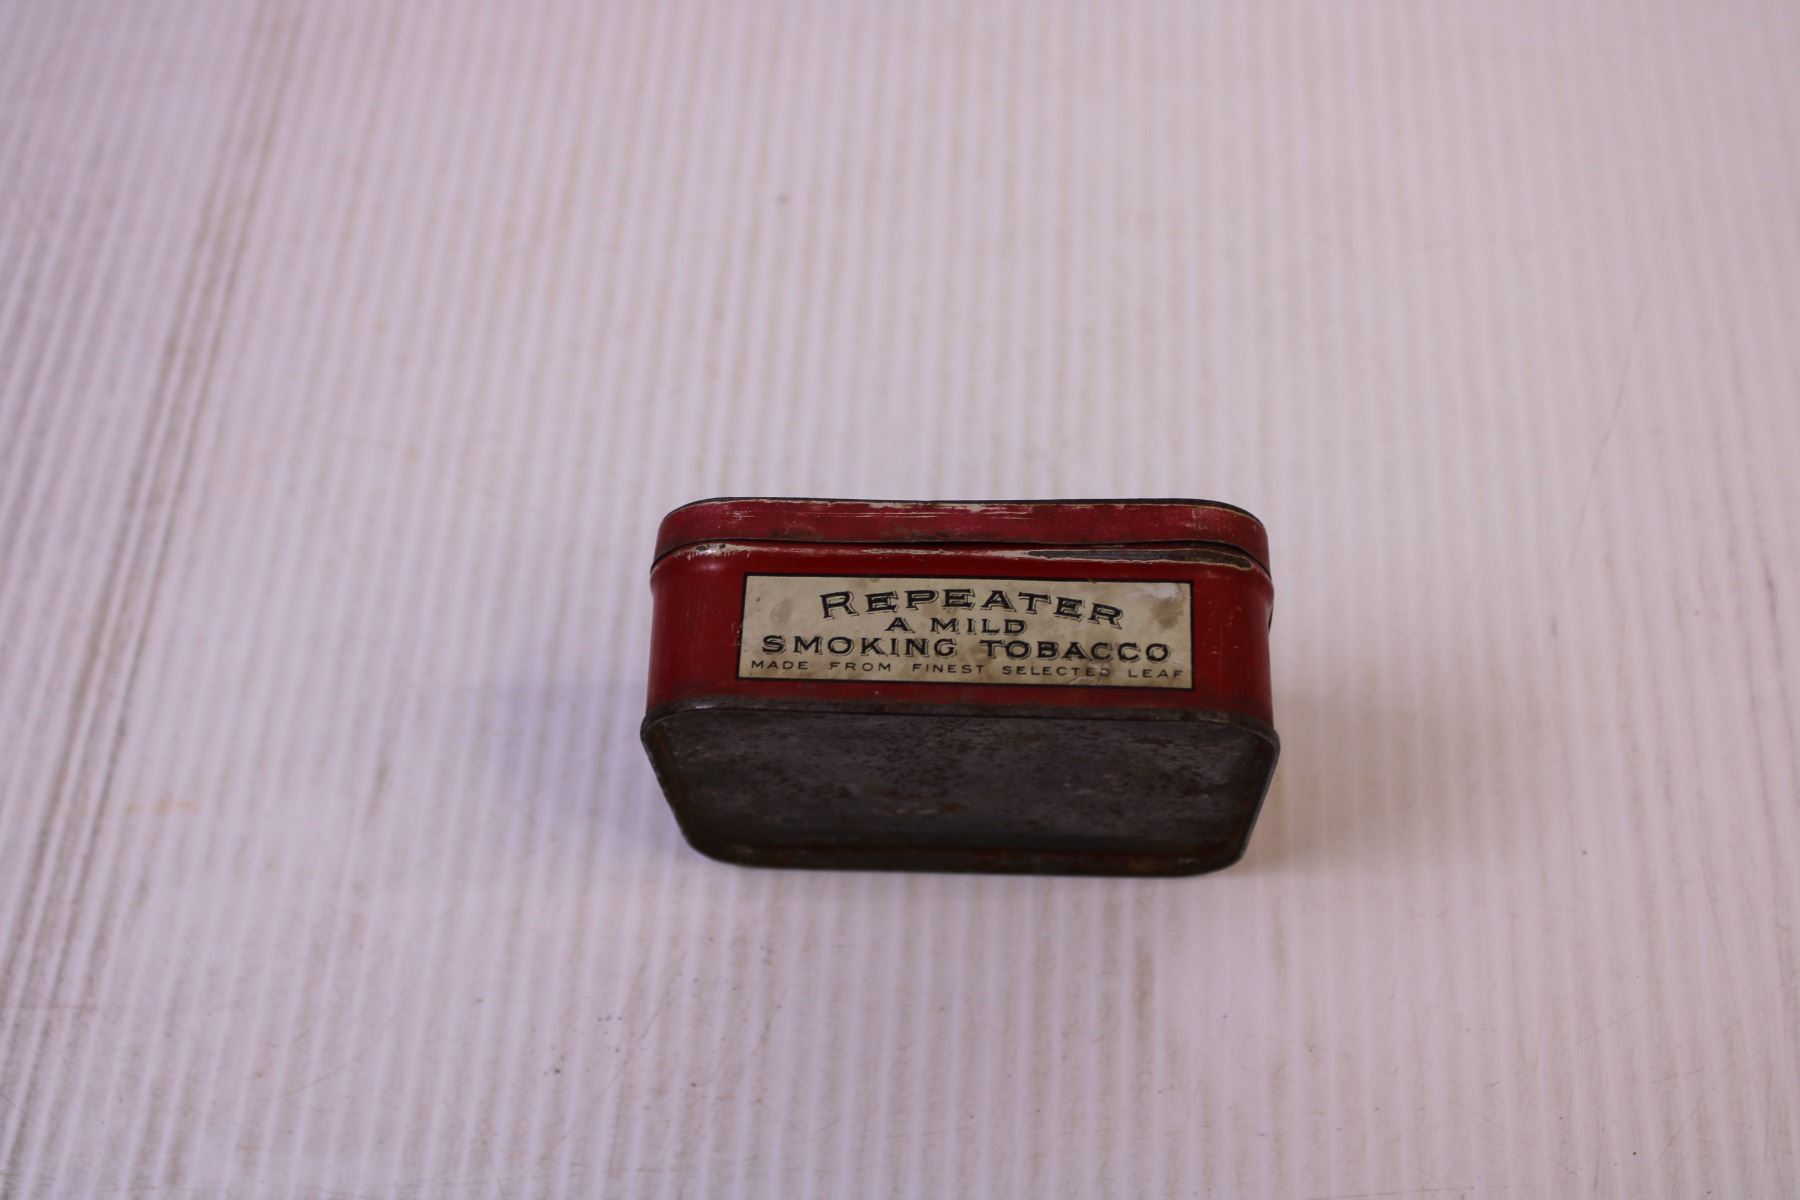 REPEATER
A MILD
SMOKING TOBACCO
MADE FROM FINEST SELECTED LEAF